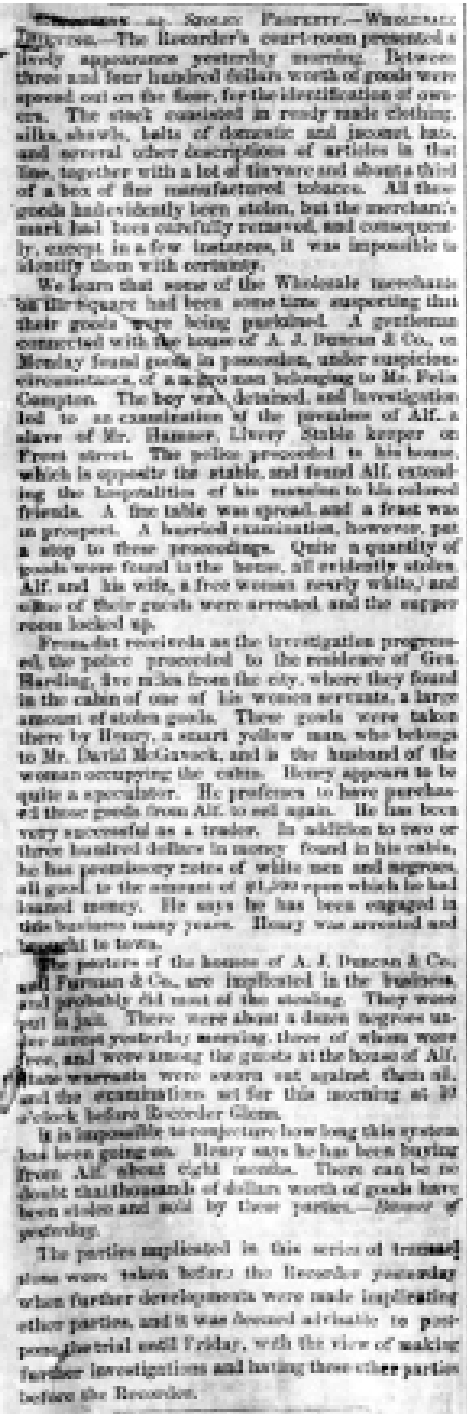 of Stolen Property.—Wholesale
—The Recorder's court-room presented a
lively appearance yesterday morning. Between
three and four hundred dollars worth of goods were
spread out on the floor, for the identification of own-
ers. The stock consisted in ready made clothing,
silks, shawls, bolts of domestic and jaconet, hats,
and several other descriptions of articles in that
line, together with a lot of tinware and about a third
of a box of fine manufactured tobacco. All these
goods had evidently been stolen, but the merchant's
mark had been carefully removed, and consequent-
ly, except in a few instances, it was impossible to
identify them with certainty.
We learn that some of the Wholesale merchants
on the Square had been some time suspecting that
their goods were being purloined. A gentleman
connected with the house of A. J. Duncan & Co., on
Monday found goods in possession, under suspicious
circumstances, of a negro man belonging to Mr. Felix
Compton. The boy was detained, and investigation
led to an examination of the premises of Alf., a
slave of Mr. Hamner, Livery Stable keeper on
Front street. The police proceeded to his house,
which is opposite the stable, and found Alf. extend-
ing the hospitalities of his mansion to his colored
friends. A fine table was spread, and a feast was
in prospect. A hurried examination, however, put
a stop to these proceedings. Quite a quantity of
goods were found in the house, all evidently stolen.
Alf. and his wife, a free woman nearly white, and
some of their guests were arrested, and the supper
room locked up.
From received as the investigation progress-
ed, the police proceeded to the residence of Gen.
Harding, five miles from the city, where they found
in the cabin of one of his women servants, a large
amount of stolen goods. These goods were taken
there by Henry, a smart yellow man, who belongs
to Mr. David McGavock, and is the husband of the
woman occupying the cabin. Henry appears to be
quite a speculator. He professes to have purchas-
ed these goods from Alf. to sell again. He has been
very successful as a trader. In addition to two or
three hundred dollars in money found in his cabin,
he has promissory notes of white men and negroes,
all good, to the amount of upon which he had
loaned money. He says he has been engaged in
this business many years. Henry was arrested and
brought to town.
The porters of the houses of A. J. Duncan & Co.,
and Furman & Co., are implicated in the business,
and probably did most of the stealing. They were
put in jail. There were about a dozen negroes un-
der arrest yesterday morning, three of whom were
free, and were among the guests at the house of Alf.
State warrants were sworn out against them all,
and the examination set for this morning at
o'clock before Recorder Glenn.
It is impossible to conjecture how long this system
has been going on. Henry says he has been buying
from Alf. about eight months. There can be no
doubt that thousands of dollars worth of goods have
been stolen and sold by these parties.—Banner of
yesterday.
The parties implicated in this series of transac
tions were taken before the Recorder yesterday
when further developments were made implicating
other parties, and it was deemed advisable to post-
pone the trial until Friday, with the view of making
further investigations and having these other parties
before the Recorder.